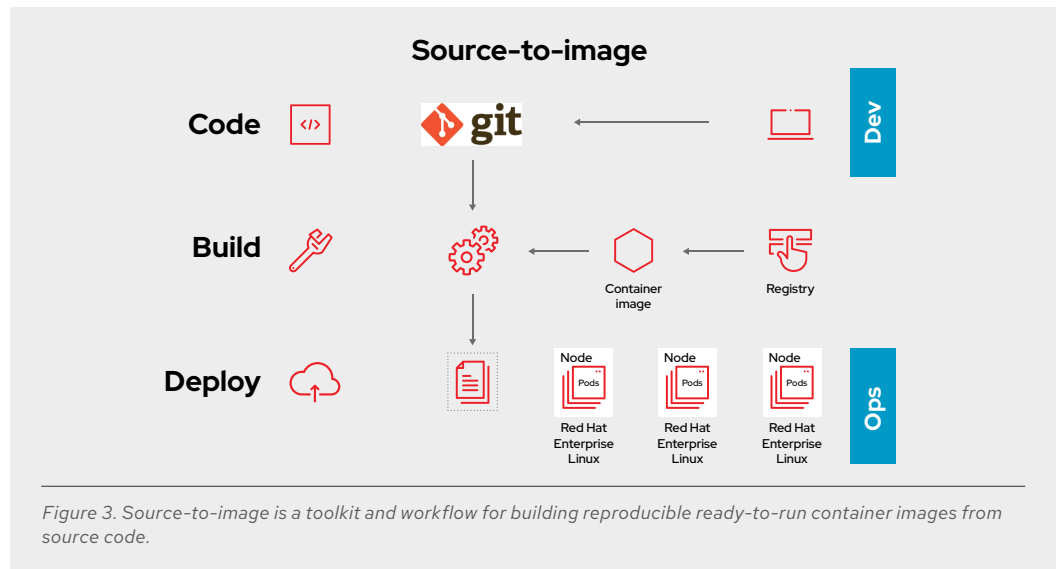 Source-to-image
Code
</>
git
Dev
Build
Container
image
Registry
Deploy
Node
Pods
Red Hat
Enterprise
Linux
Node
Pods
Red Hat
Enterprise
Linux
Node
Pods
Red Hat
Enterprise
Linux
Ops
Figure 3. Source-to-image is a toolkit and workflow for building reproducible ready-to-run container images from
source code.